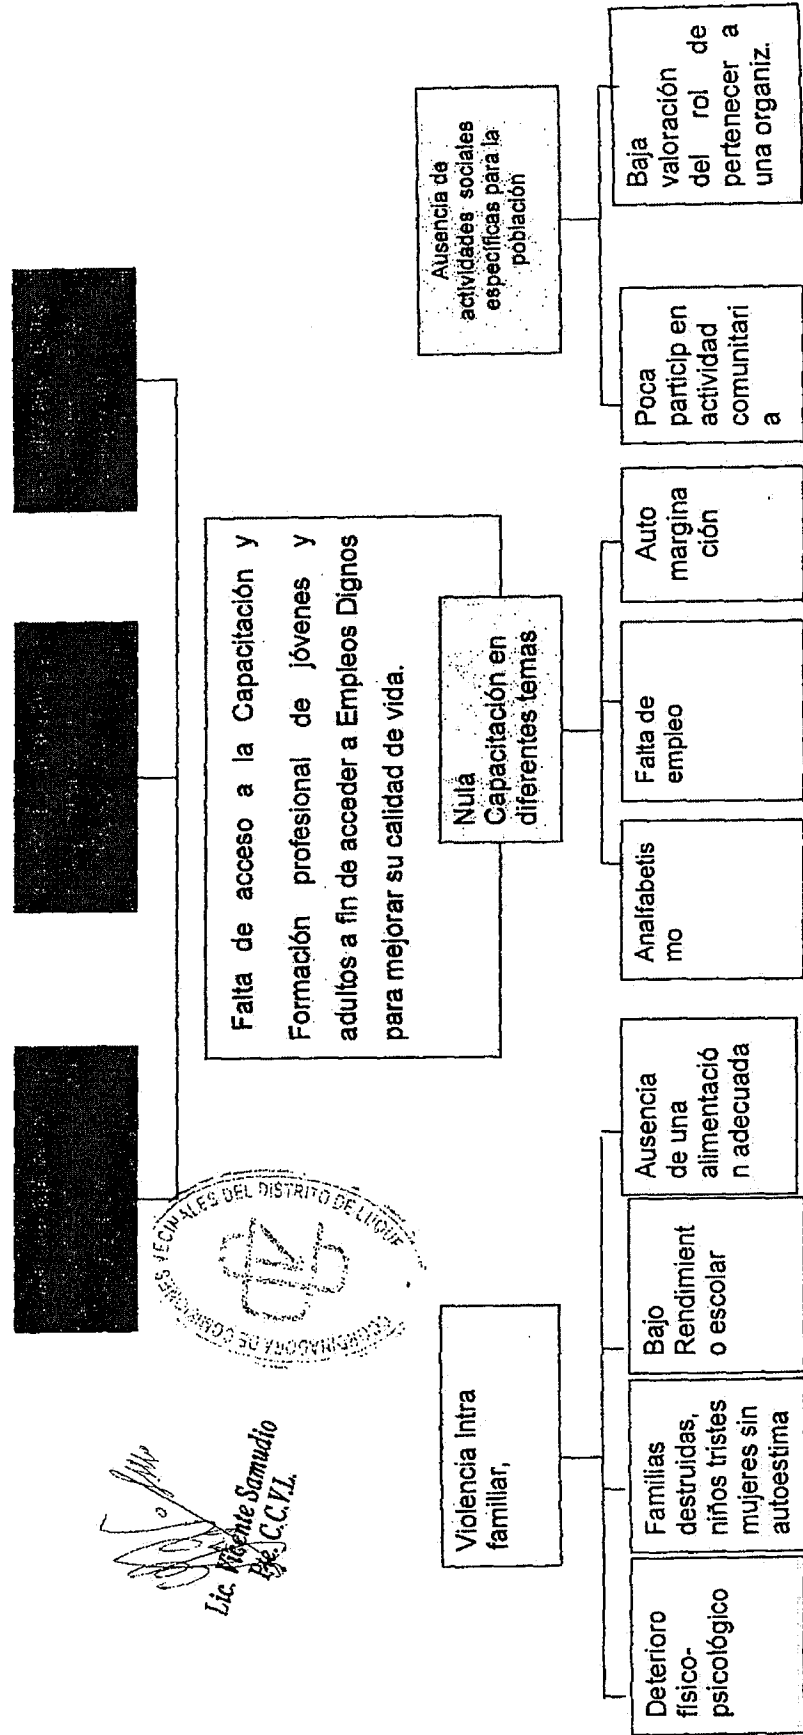 Falta de acceso a la Capacitación y
Formación profesional de jóvenes y
adultos a fin de acceder a Empleos Dignos
para mejorar su calidad de vida.
COORDINADORA DE COMISIONES VECINALES DEL DISTRITO DE LUQUE
Lic. Vicente Samudio
Pte. C.C.V.L.
Violencia Intra
familiar,
Nula
Capacitación en
diferentes temas
Ausencia de
actividades sociales
específicas para la
población
Deterioro
físico-
psicológico
Familias
destruidas,
niños tristes
mujeres sin
autoestima
Bajo
Rendimient
o escolar
Ausencia
de una
alimentació
n adecuada
Analfabetis
mo
Falta de
empleo
Auto
margina
ción
Poca
particip en
actividad
comunitari
a
Baja
valoración
del rol de
pertenecer a
una organiz.